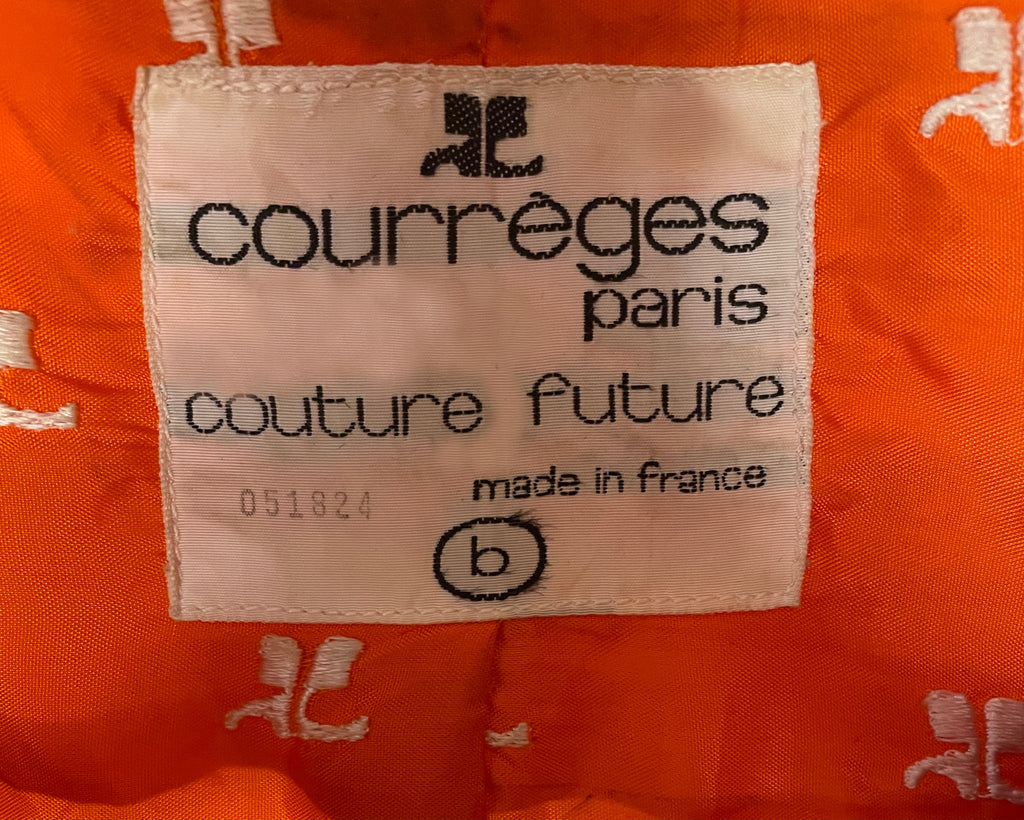 courrèges
paris
couture future
made in france
051824
b